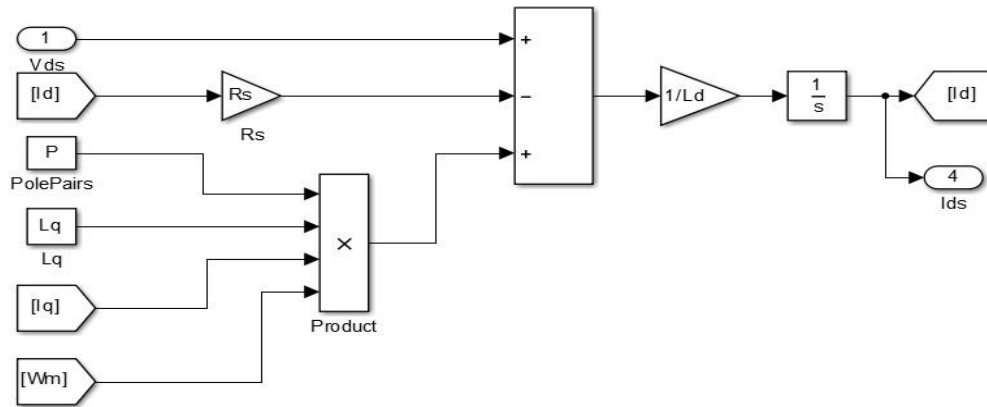 1
Vds
[Id]
Rs
Rs
P
PolePairs
Lq
Lq
[Iq]
[Wm]
X
Product
+
−
+
1/Ld
1
s
[Id]
4
Ids